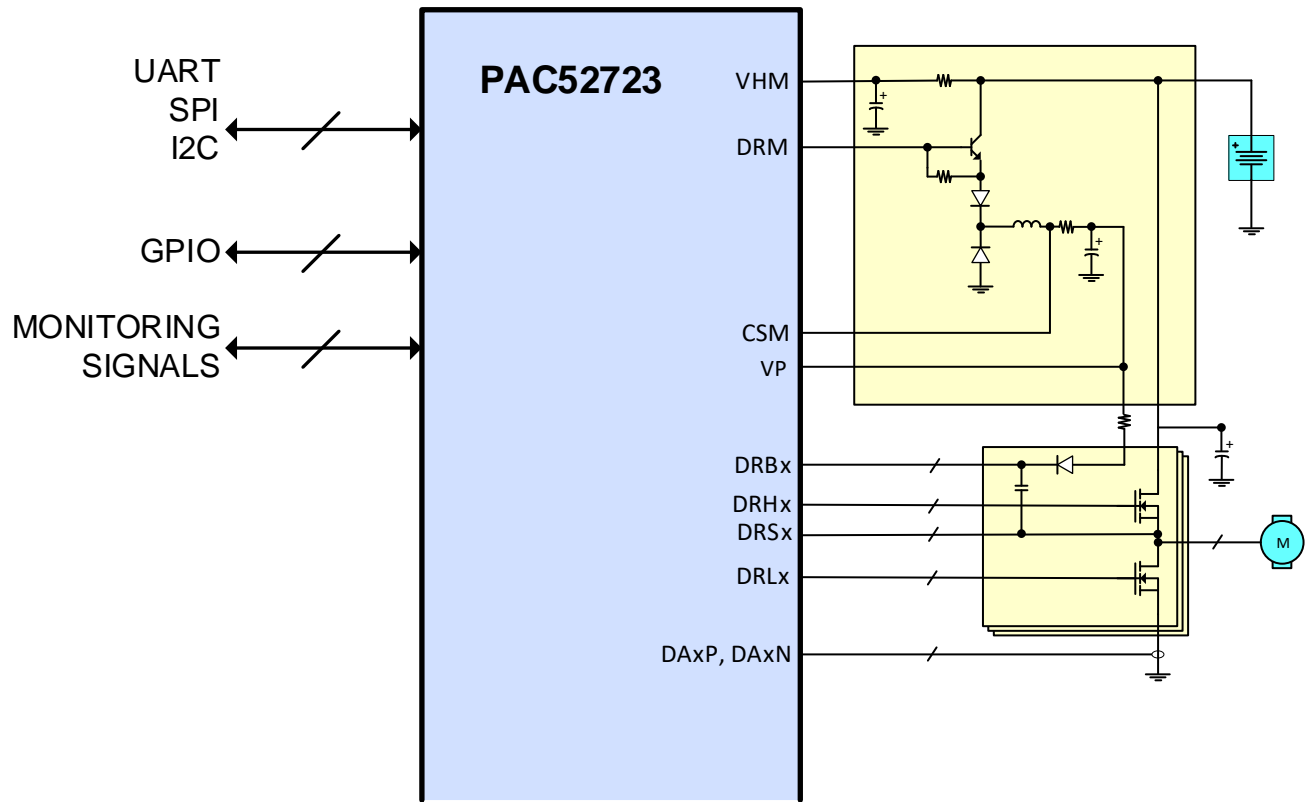 UART
SPI
I2C
GPIO
MONITORING
SIGNALS
PAC52723
VHM
DRM
CSM
VP
DRBx
DRHx
DRSx
DRLx
DAxP, DAxN
+
+
+
+
M